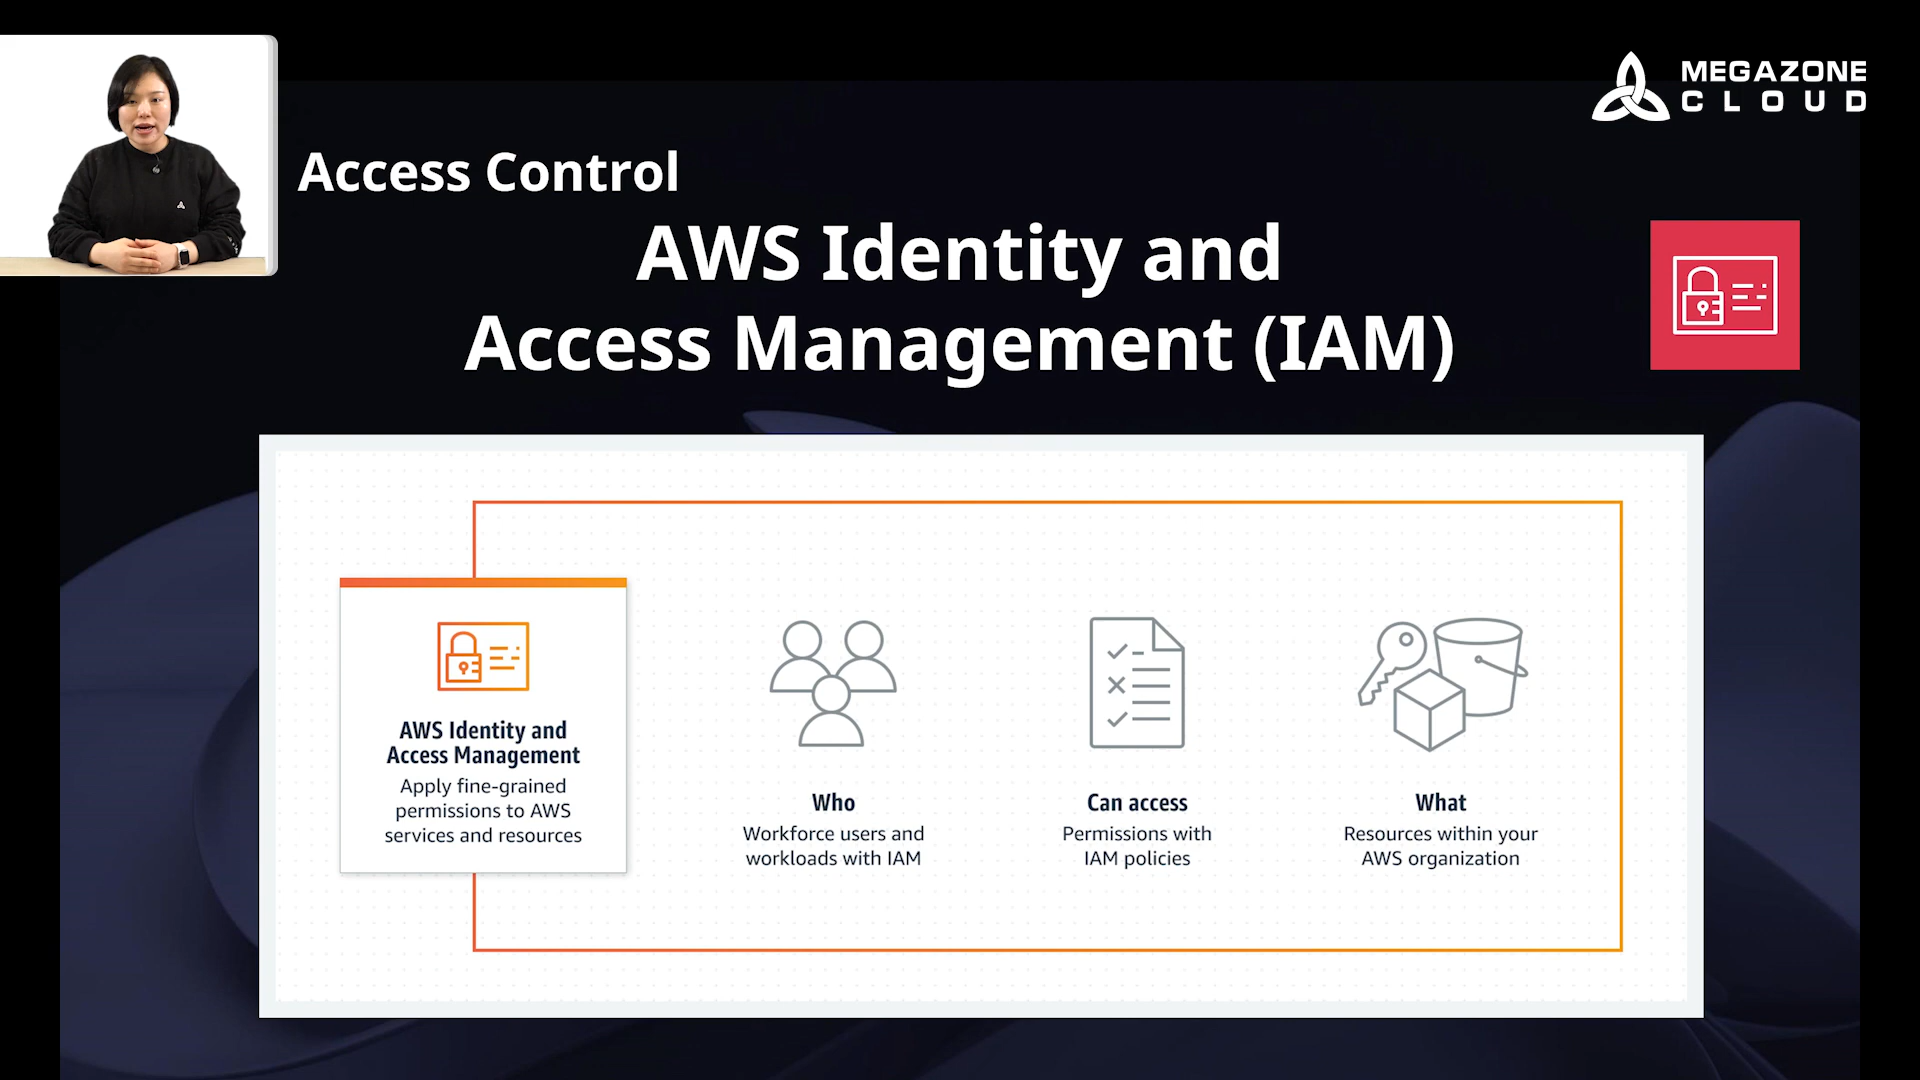 MEGAZONE
CLOUD
Access Control
AWS Identity and
Access Management (IAM)
AWS Identity and
Access Management
Apply fine-grained
permissions to AWS
services and resources
Who
Workforce users and
workloads with IAM
Can access
Permissions with
IAM policies
What
Resources within your
AWS organization